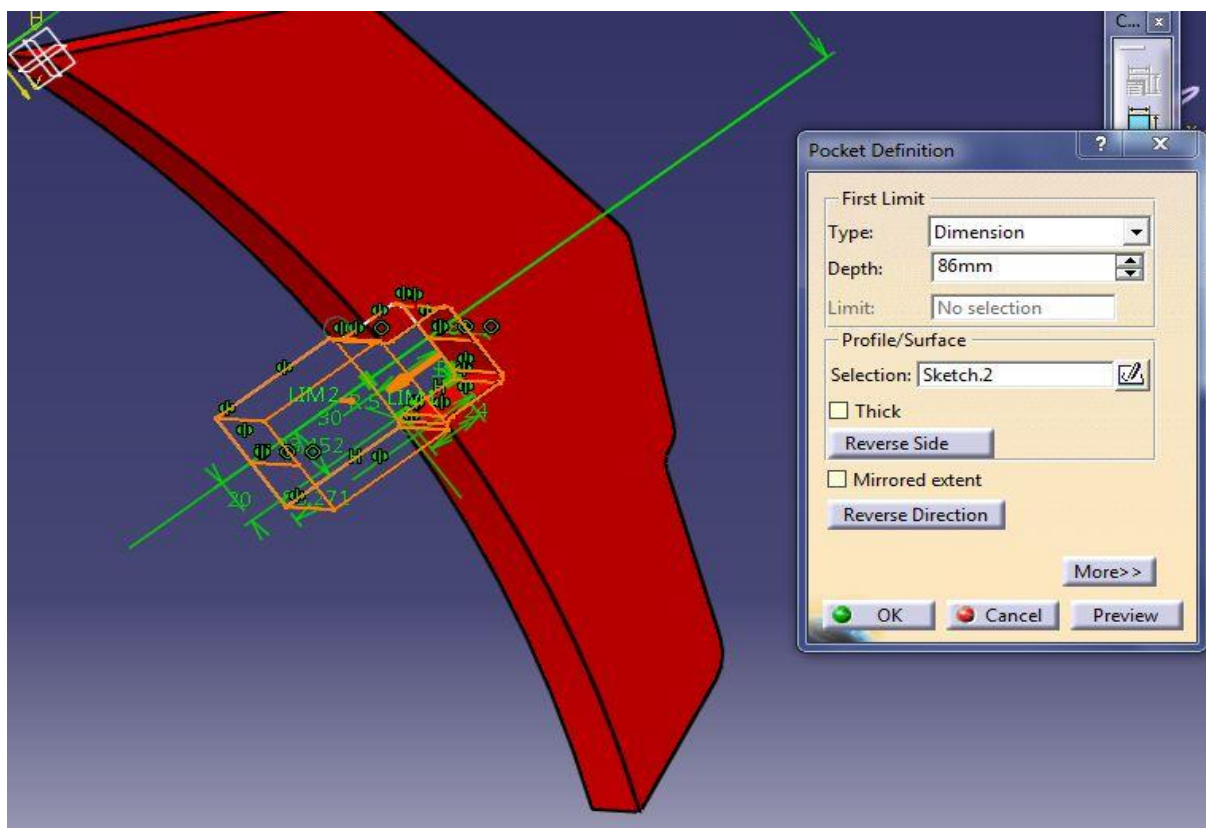 H
C...
Pocket Definition
First Limit
Type: Dimension
Depth: 86mm
Limit: No selection
Profile/Surface
Selection: Sketch.2
Thick
Reverse Side
Mirrored extent
Reverse Direction
More>>
OK Cancel Preview
LIM2
30
H
24
H
20